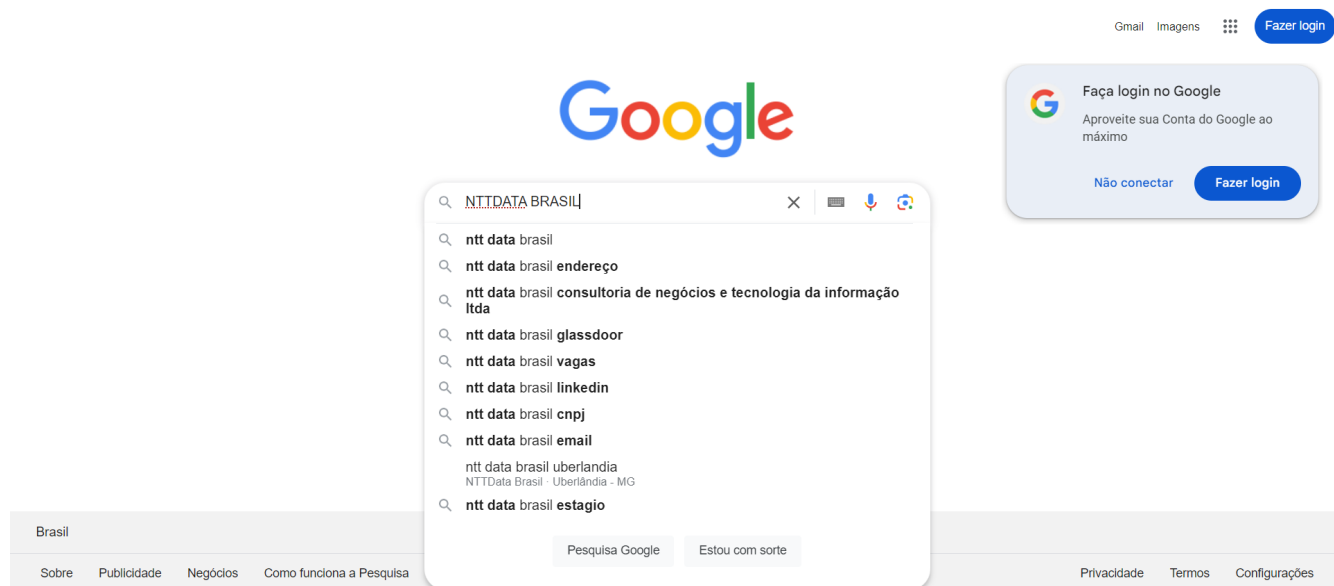 Gmail Imagens Fazer login
Google
Faça login no Google
Aproveite sua Conta do Google ao
máximo
Não conectar Fazer login
NTTDATA BRASIL
ntt data brasil
ntt data brasil endereço
ntt data brasil consultoria de negócios e tecnologia da informação
ltda
ntt data brasil glassdoor
ntt data brasil vagas
ntt data brasil linkedin
ntt data brasil cnpj
ntt data brasil email
ntt data brasil uberlandia
NTTData Brasil · Uberlândia - MG
ntt data brasil estagio
Pesquisa Google Estou com sorte
Brasil
Sobre Publicidade Negócios Como funciona a Pesquisa Privacidade Termos Configurações